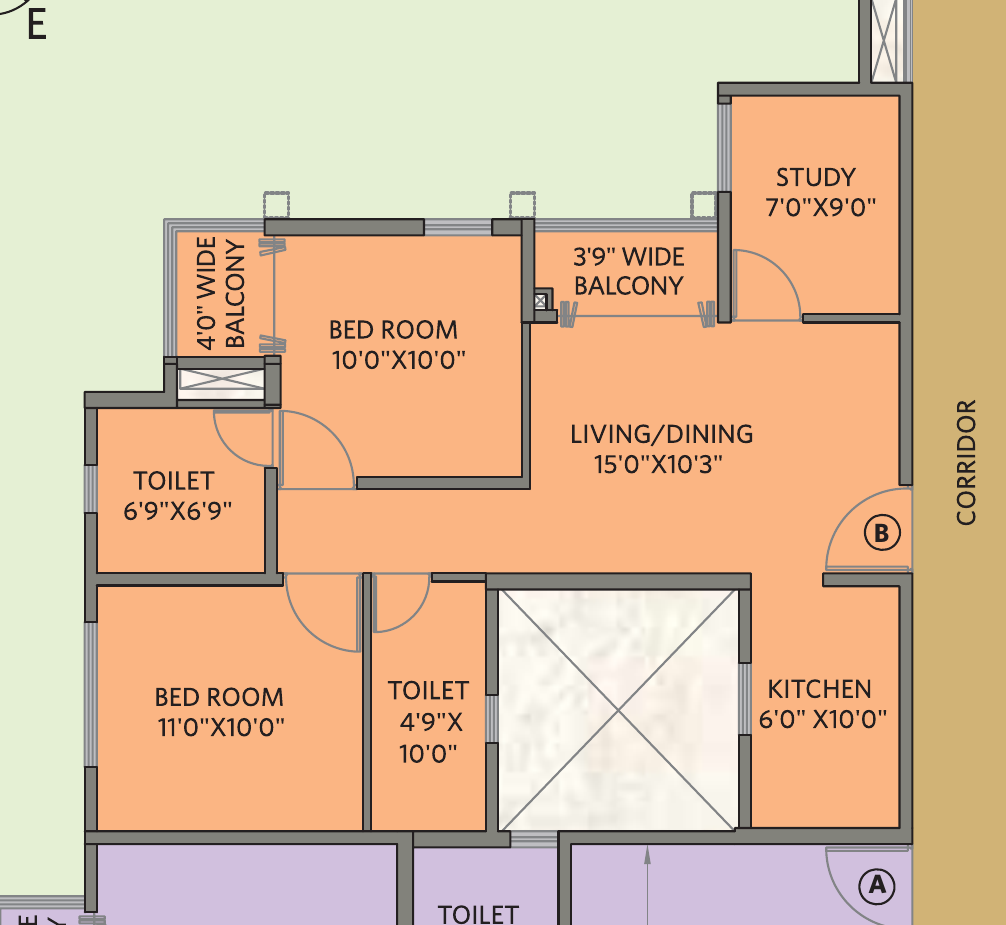 E
STUDY
7'0"X9'0"
3'9" WIDE
BALCONY
4'0" WIDE
BALCONY
BED ROOM
10'0"X10'0"
LIVING/DINING
15'0"X10'3"
CORRIDOR
TOILET
6'9"X6'9"
B
BED ROOM
11'0"X10'0"
TOILET
4'9"X
10'0"
KITCHEN
6'0" X10'0"
A
TOILET